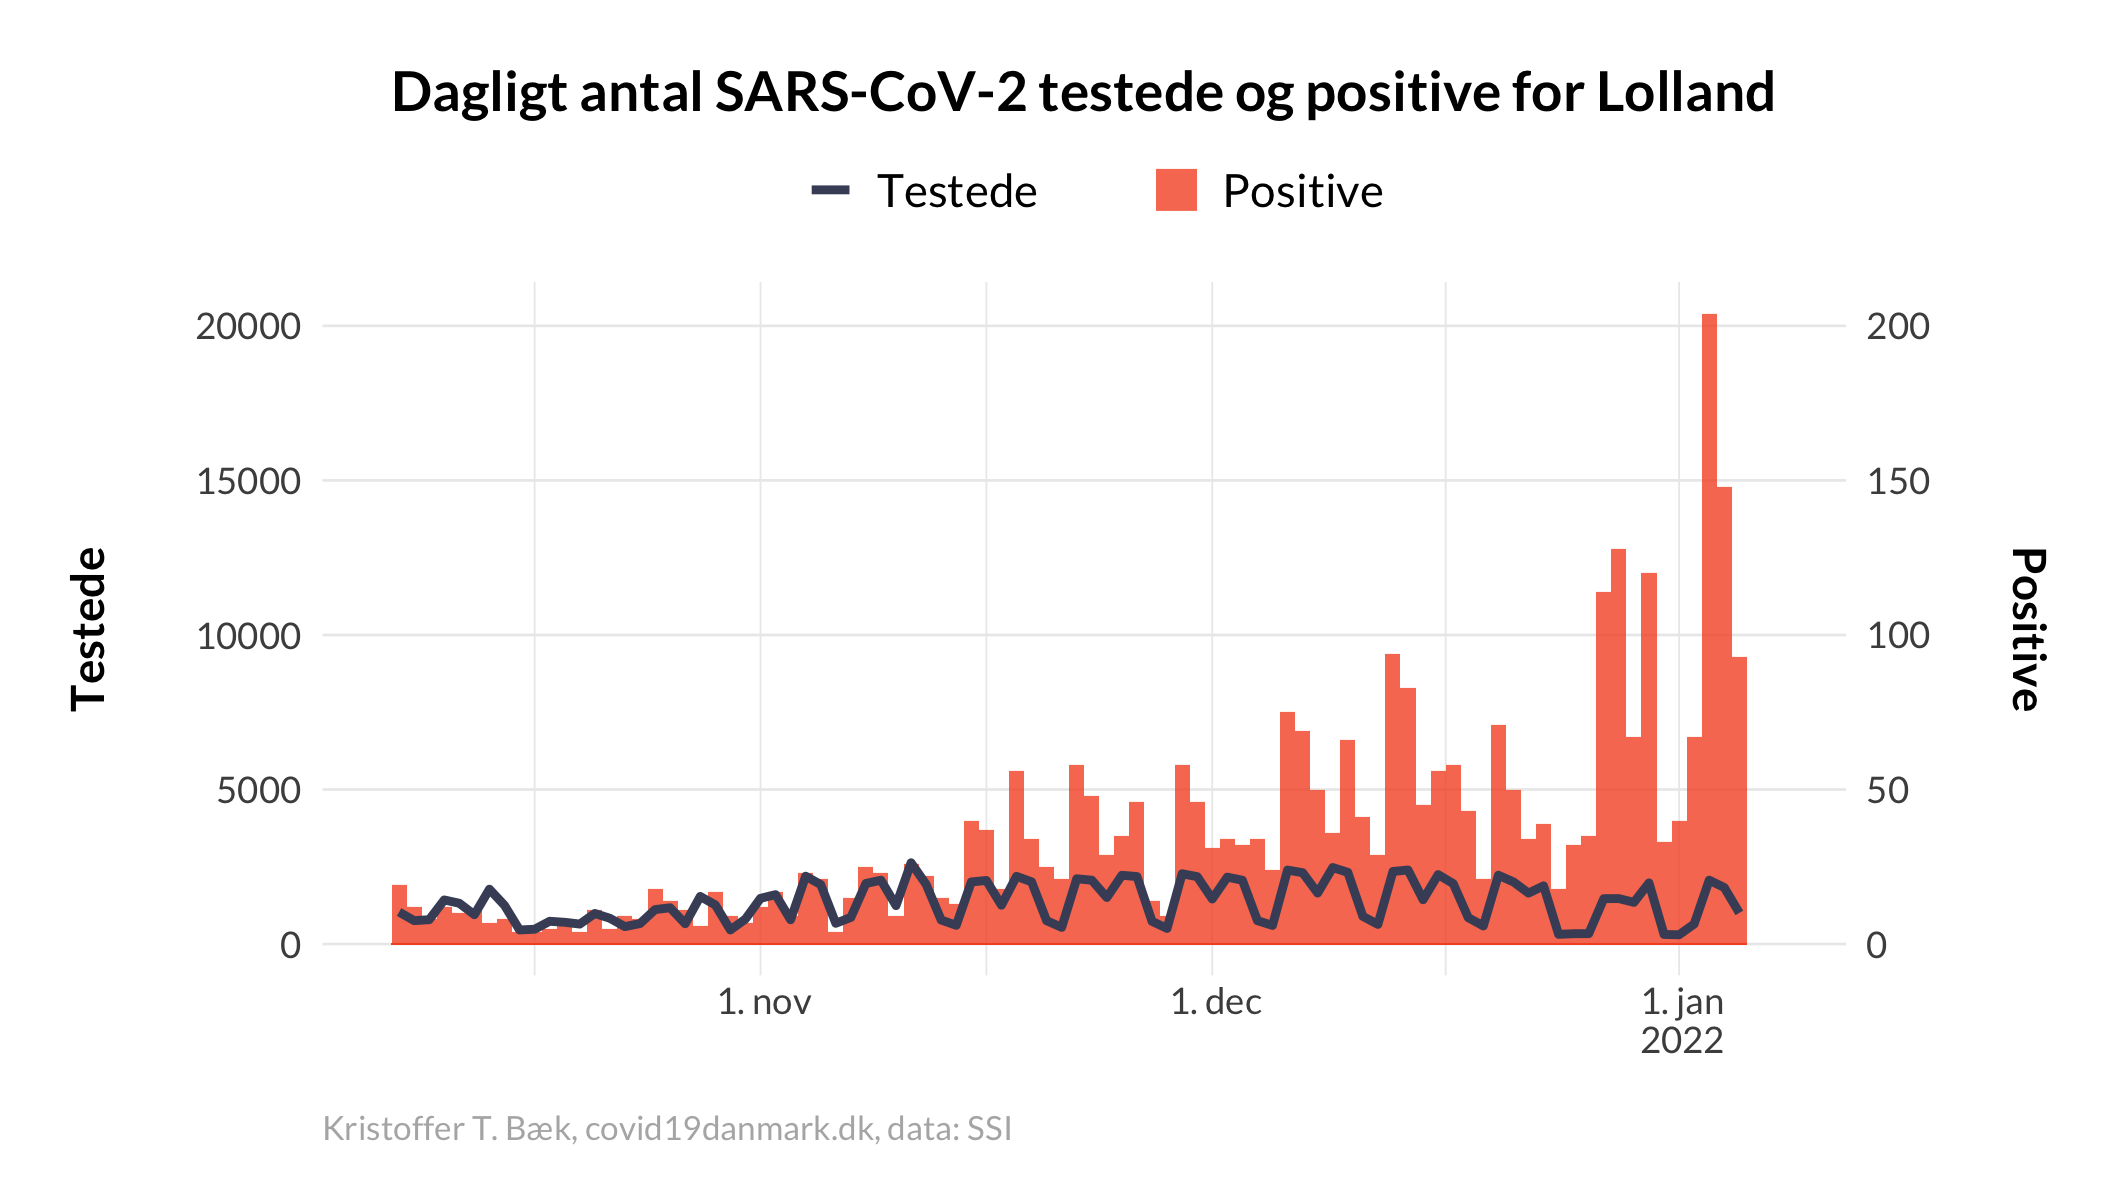 Dagligt antal SARS-CoV-2 testede og positive for Lolland
Testede
Positive
20000
15000
10000
5000
0
200
150
100
50
0
Testede
Positive
1. nov
1. dec
1. jan
2022
Kristoffer T. Bæk, covid19danmark.dk, data: SSI